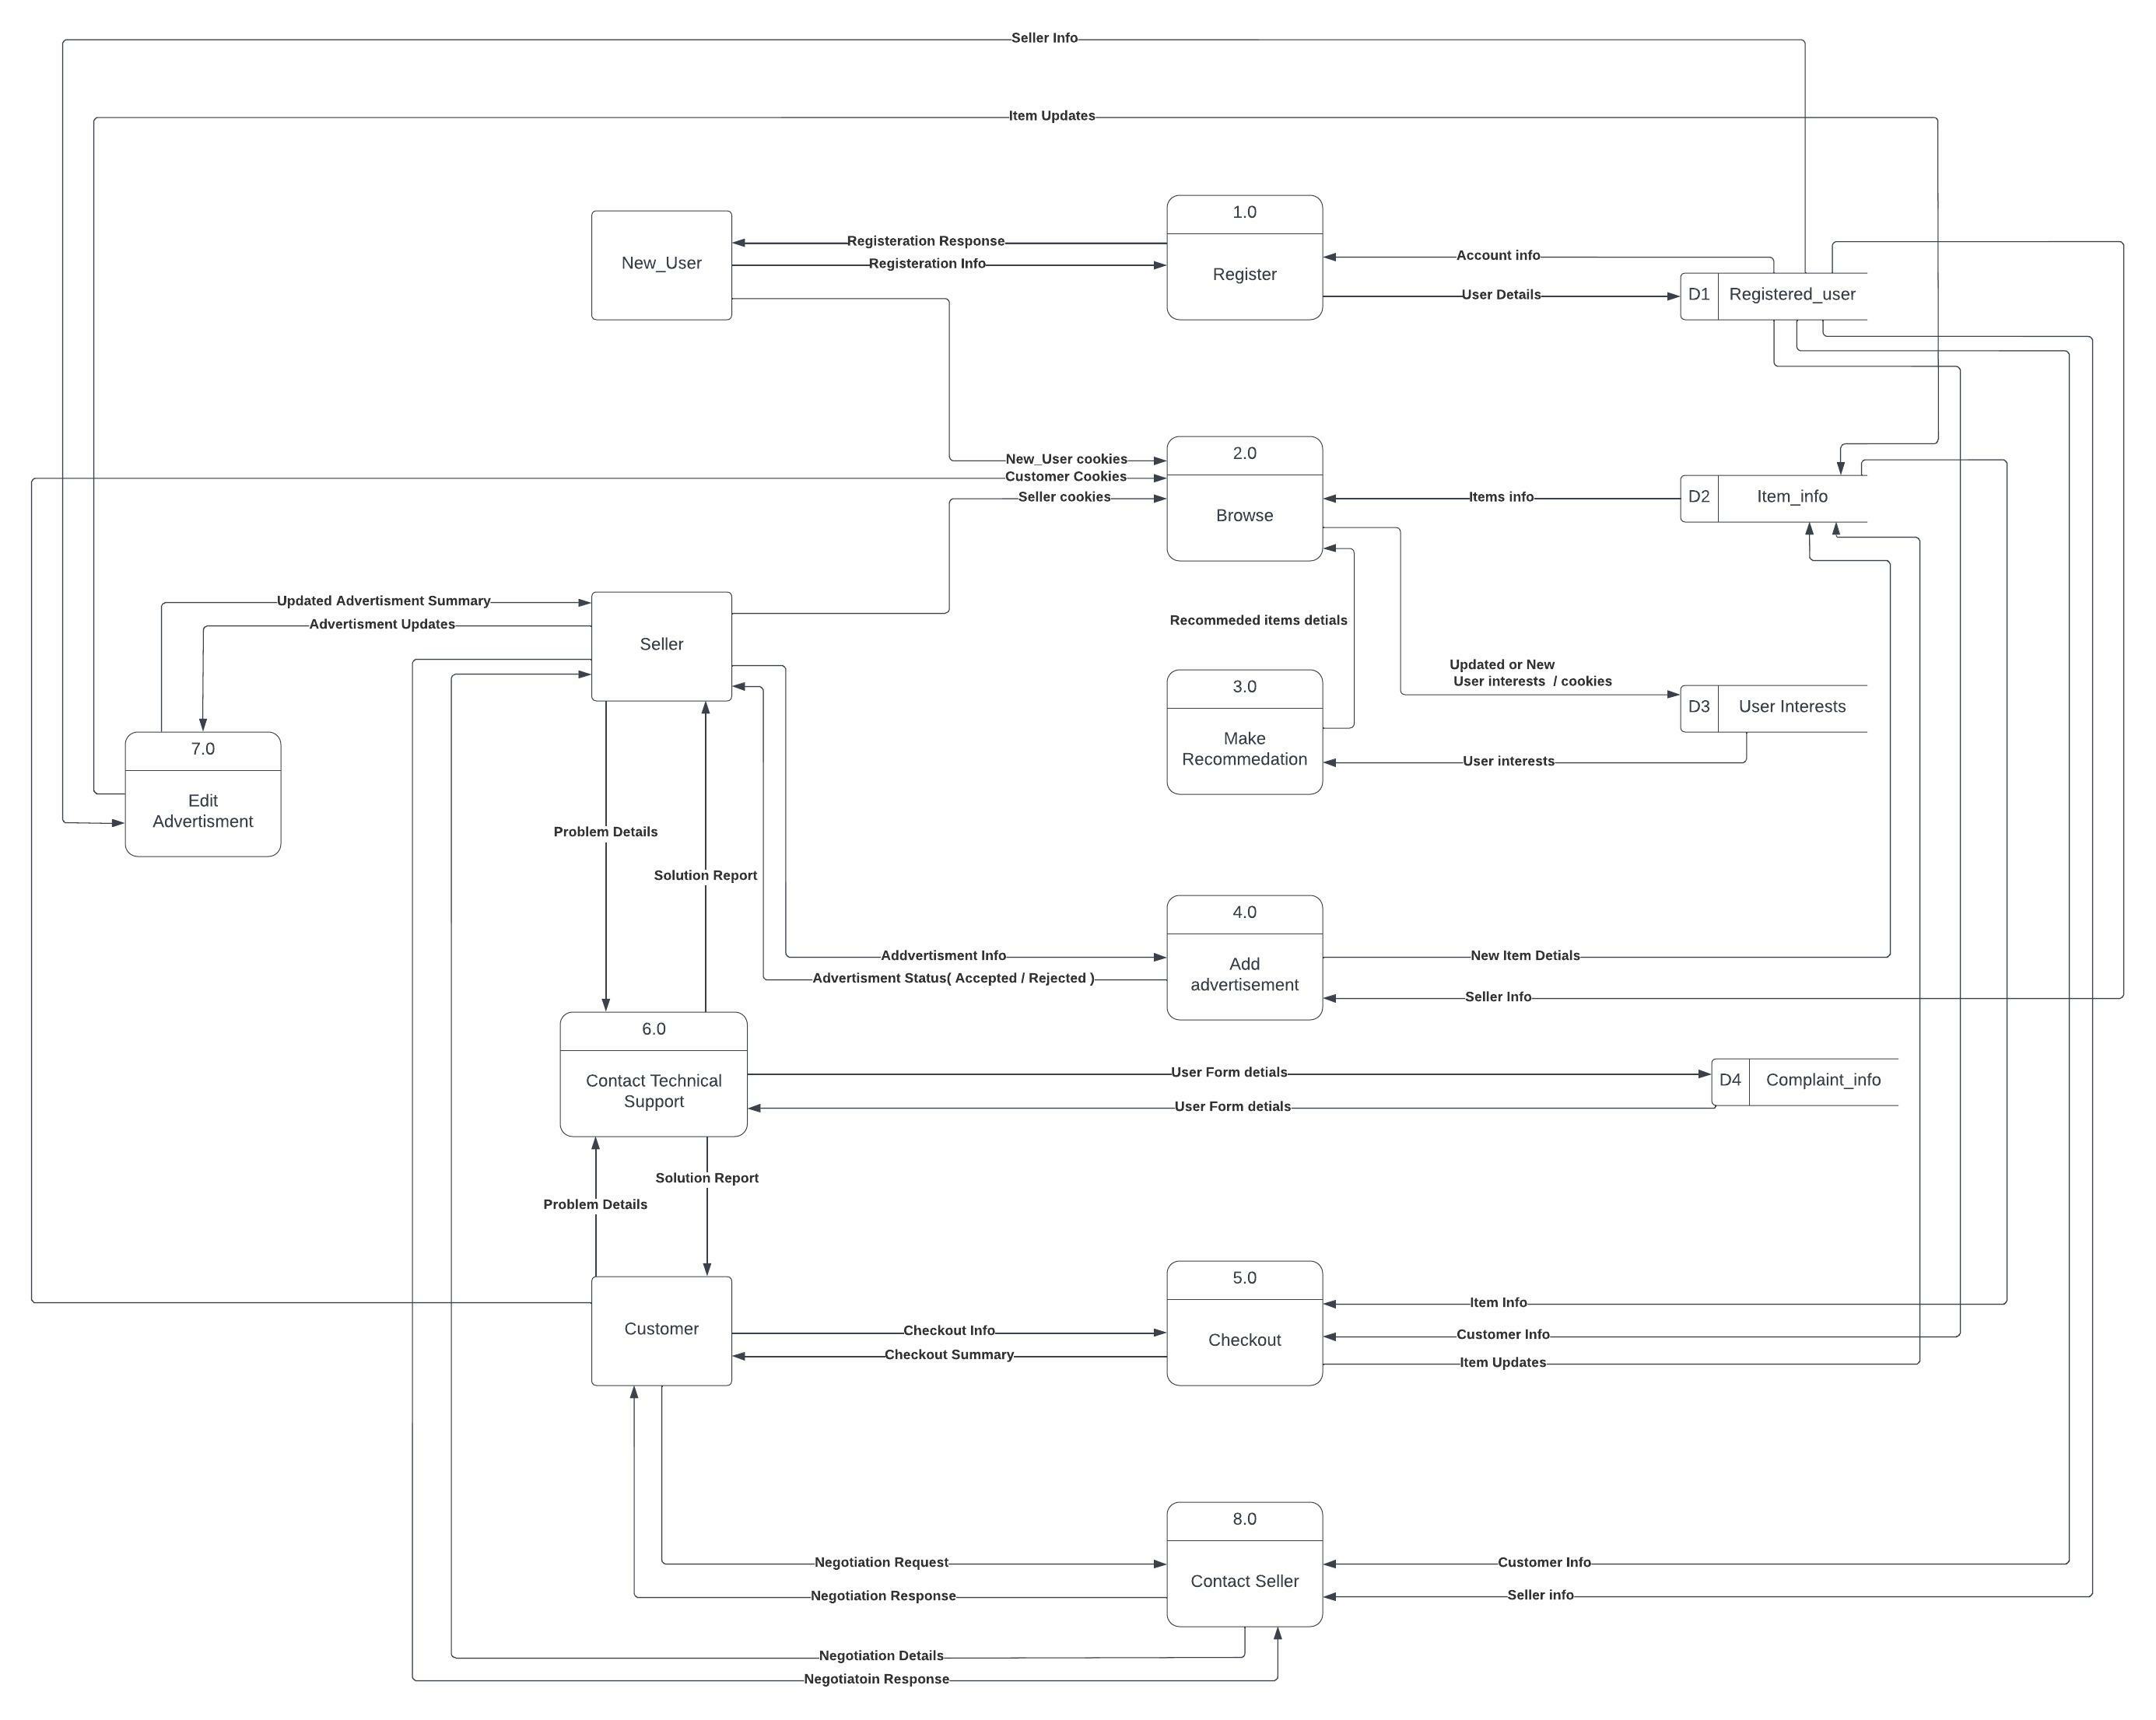 Seller Info
Item Updates
1.0
Register
New_User
Registeration Response
Registeration Info
Account info
User Details
D1
Registered_user
2.0
Browse
New_User cookies
Customer Cookies
Seller cookies
Items info
D2
Item_info
Updated Advertisment Summary
Advertisment Updates
Seller
Recommeded items detials
Updated or New
User interests / cookies
3.0
Make
Recommedation
D3
User Interests
User interests
7.0
Edit
Advertisment
Problem Details
Solution Report
4.0
Add
advertisement
Addvertisment Info
Advertisment Status( Accepted / Rejected )
New Item Detials
Seller Info
6.0
Contact Technical
Support
User Form detials
User Form detials
D4
Complaint_info
Solution Report
Problem Details
5.0
Checkout
Customer
Checkout Info
Checkout Summary
Item Info
Customer Info
Item Updates
8.0
Contact Seller
Negotiation Request
Negotiation Response
Customer Info
Seller info
Negotiation Details
Negotiatoin Response